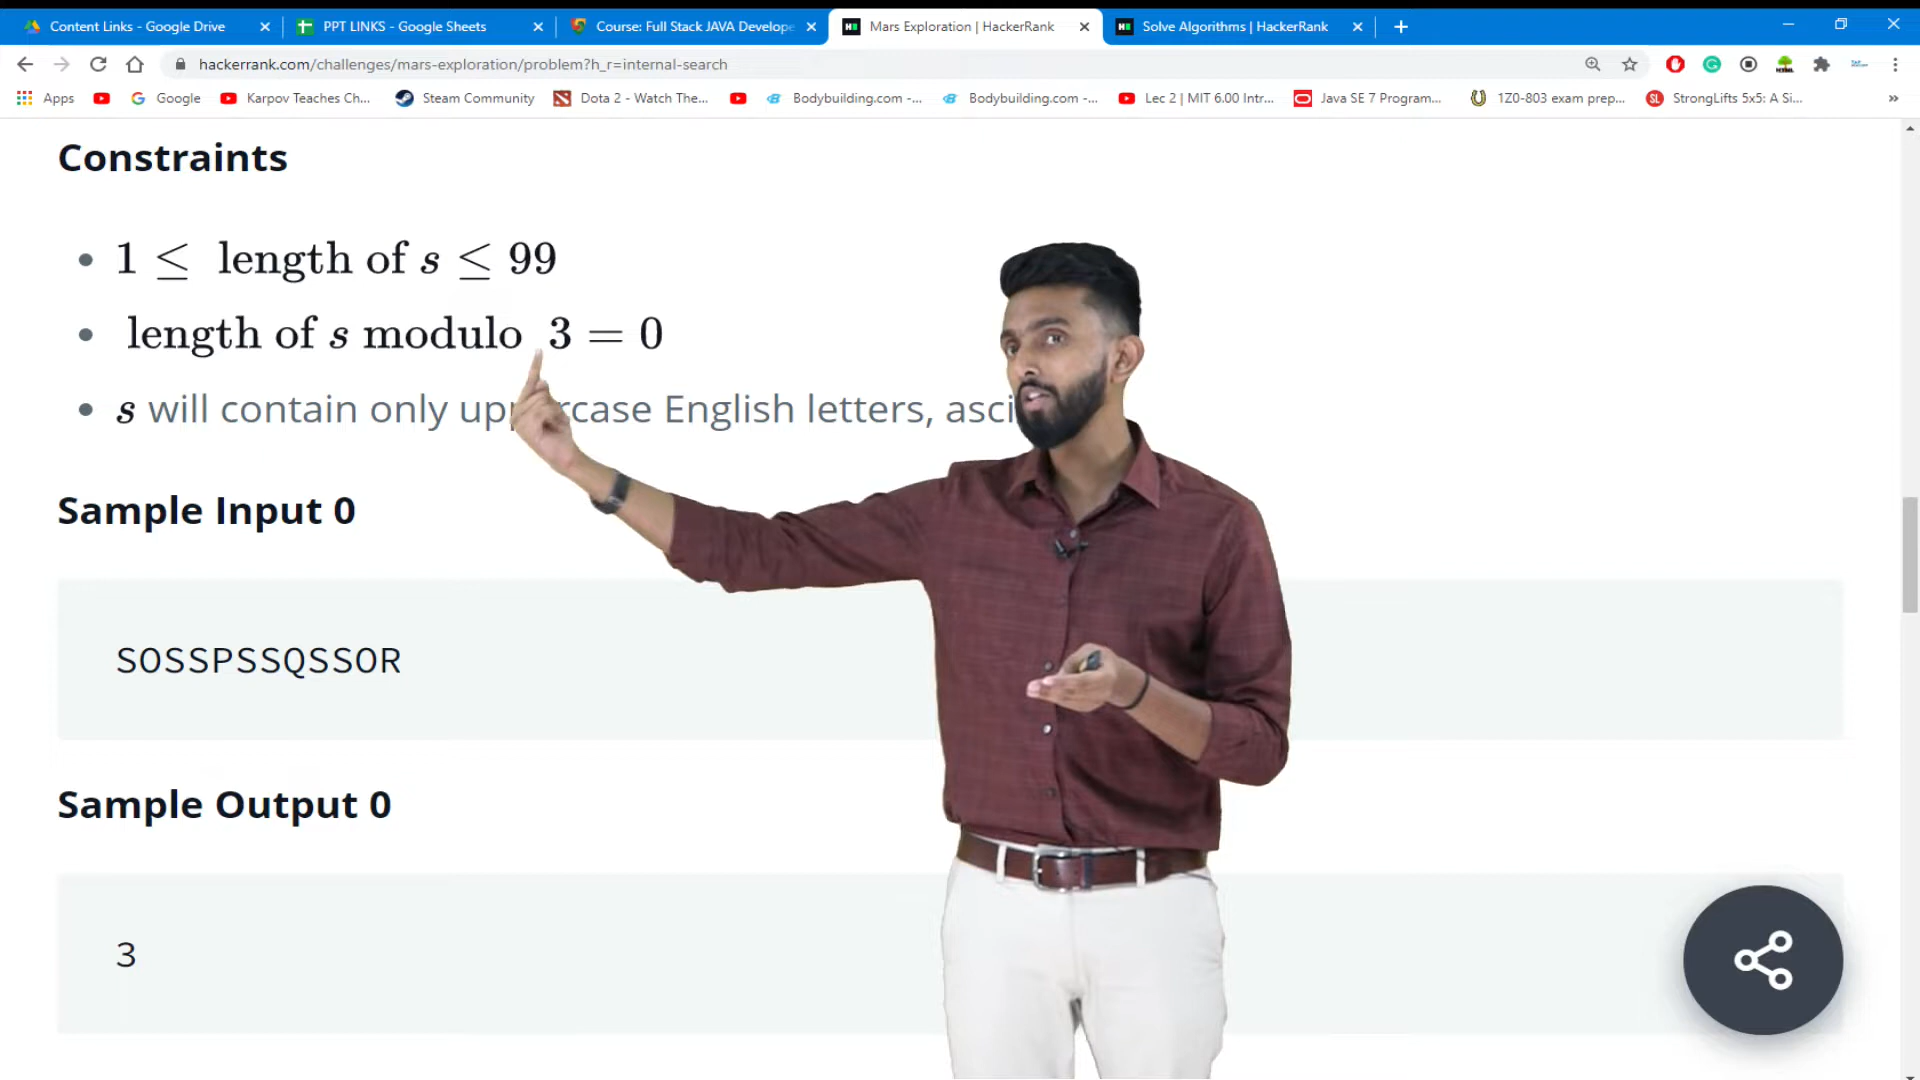 Content Links - Google Drive
PPT LINKS - Google Sheets
Course: Full Stack JAVA Develope
Mars Exploration | HackerRank
Solve Algorithms | HackerRank
hackerrank.com/challenges/mars-exploration/problem?h_r=internal-search
Apps
Google
Karpov Teaches Ch...
Steam Community
Dota 2 - Watch The...
Bodybuilding.com -...
Bodybuilding.com -...
Lec 2 | MIT 6.00 Intr...
Java SE 7 Program...
1Z0-803 exam prep...
StrongLifts 5x5: A Si...
Constraints
1 ≤ length of s ≤ 99
length of s modulo 3 = 0
s will contain only English letters,
Sample Input 0
SOSSPSSQSSOR
Sample Output 0
3